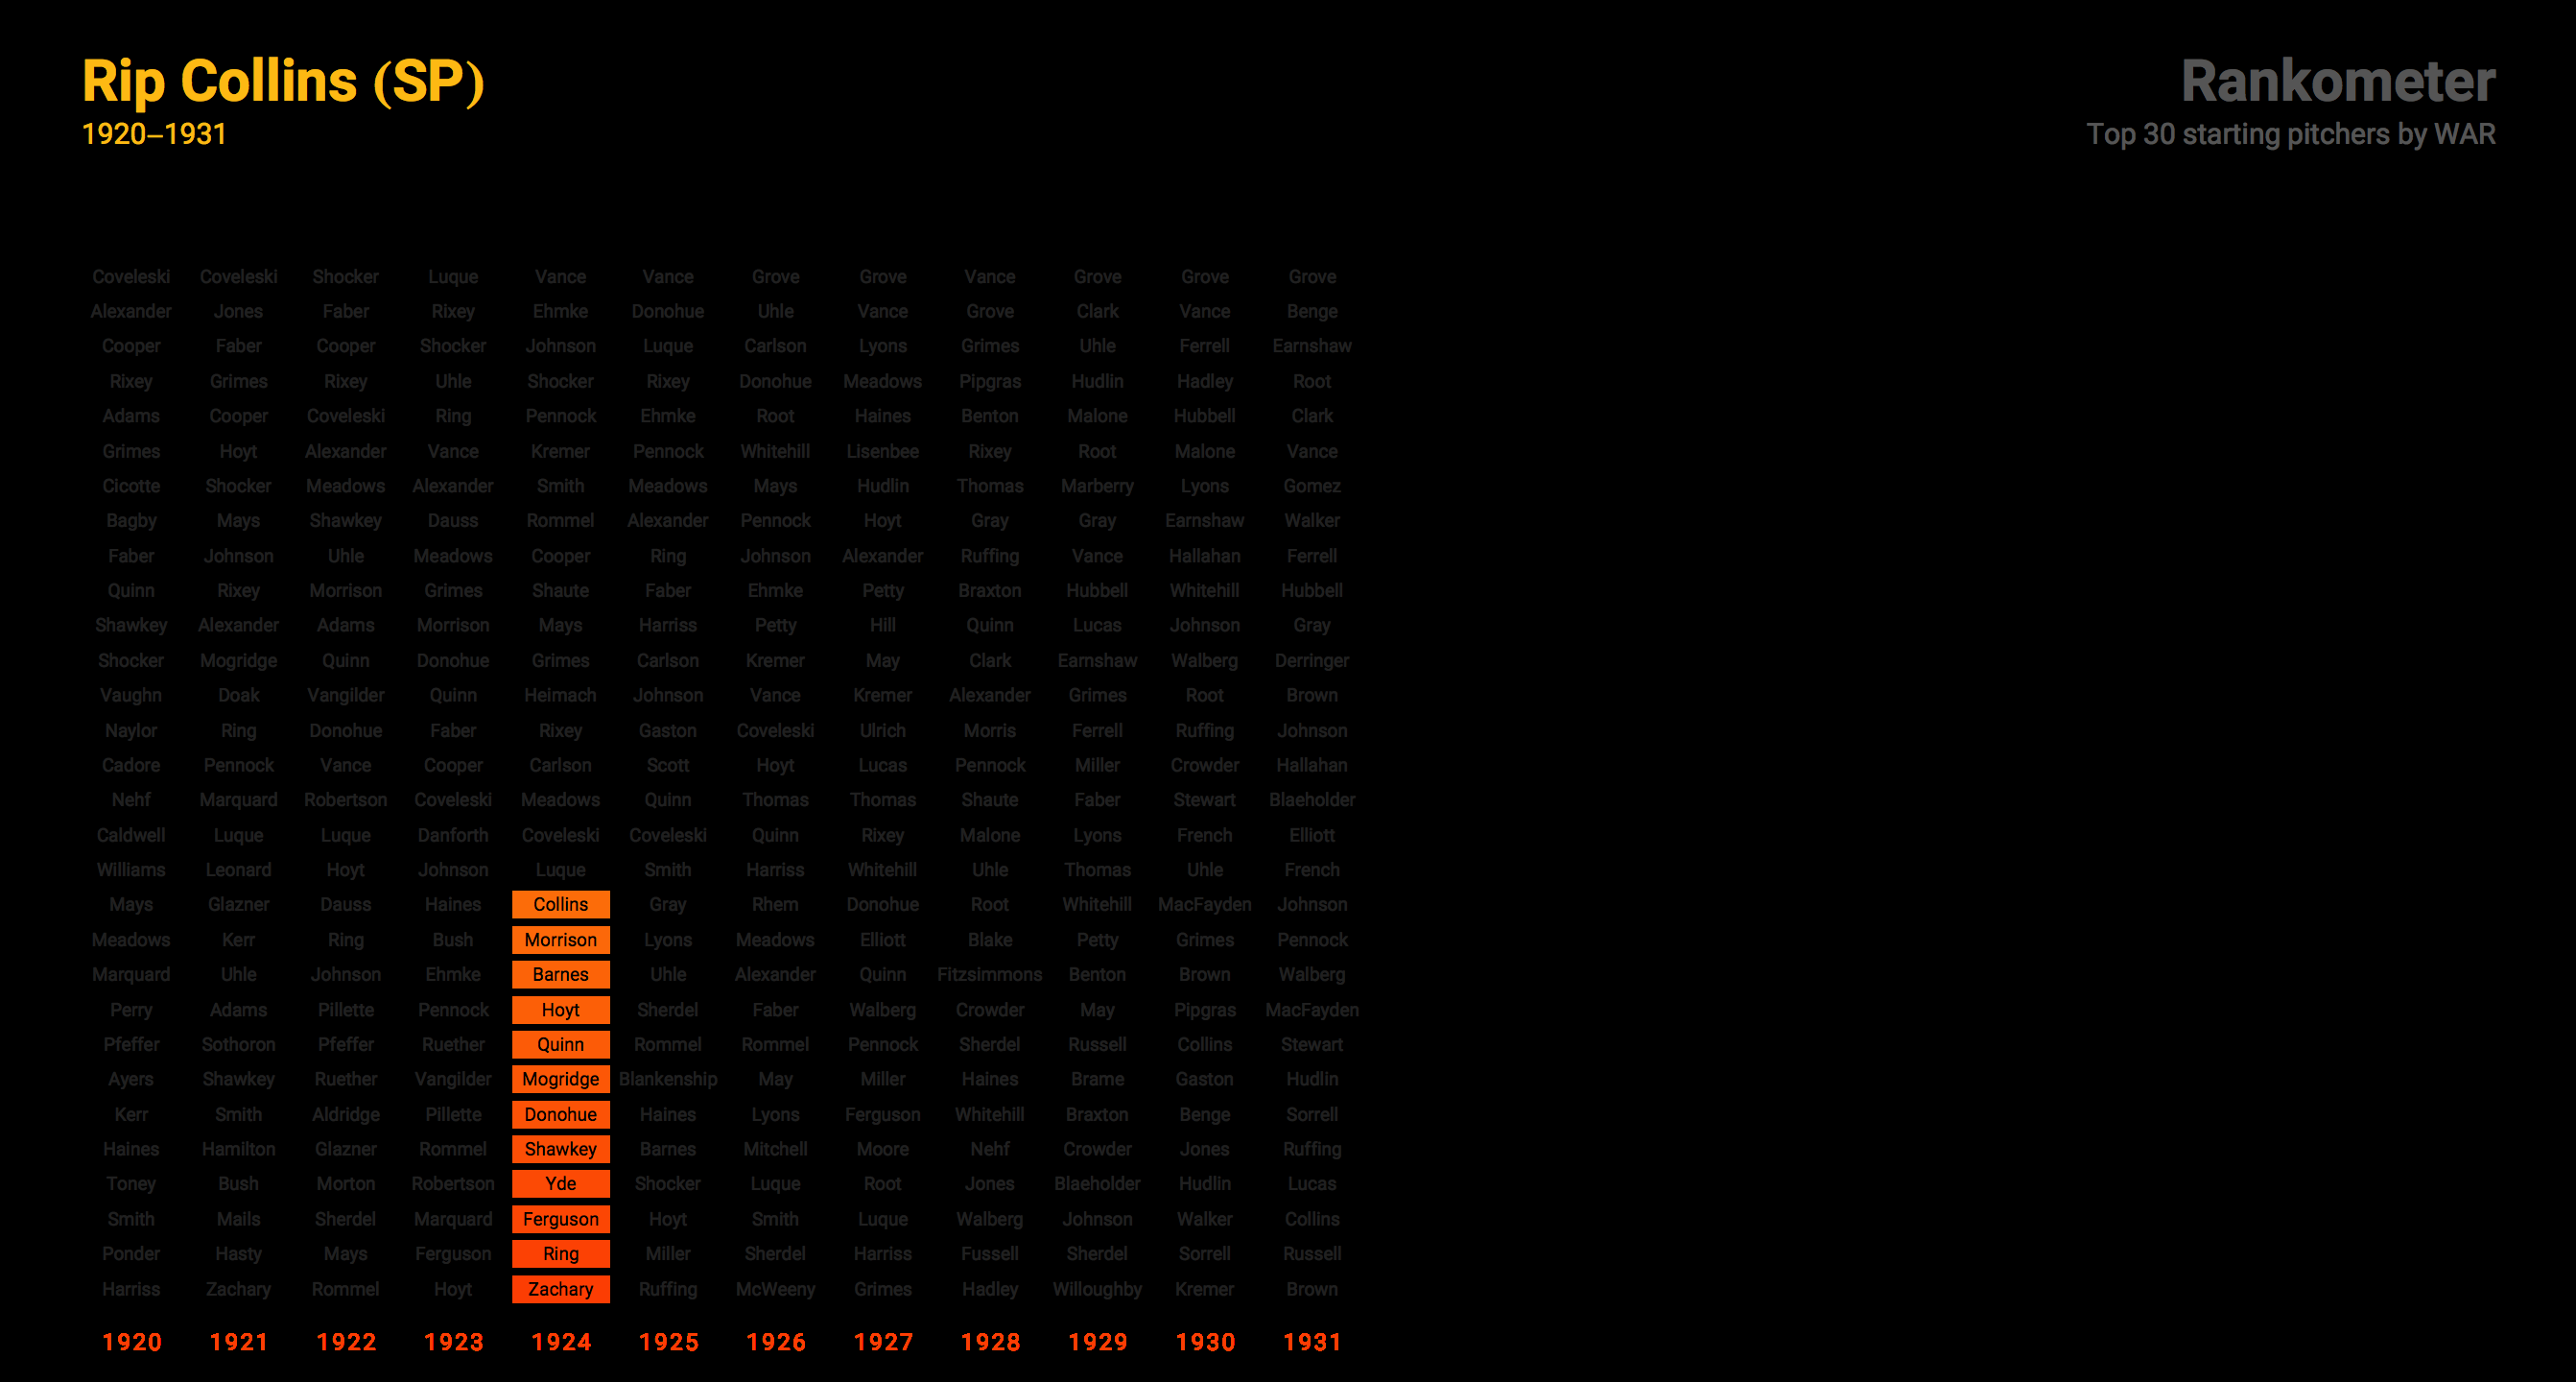 Rip Collins (SP)
1920–1931
Rankometer
Top 30 starting pitchers by WAR
Coveleski Coveleski Shocker Luque Vance Vance Grove Grove Vance Grove Grove Grove
Alexander Jones Faber Rixey Ehmke Donohue Uhle Vance Grove Clark Vance Benge
Cooper Faber Cooper Shocker Johnson Luque Carlson Lyons Grimes Uhle Ferrell Earnshaw
Rixey Grimes Rixey Uhle Shocker Rixey Donohue Meadows Pipgras Hudlin Hadley Root
Adams Cooper Coveleski Ring Pennock Ehmke Root Haines Benton Malone Hubbell Clark
Grimes Hoyt Alexander Vance Kremer Pennock Whitehill Lisenbee Rixey Root Malone Vance
Cicotte Shocker Meadows Alexander Smith Meadows Mays Hudlin Thomas Marberry Lyons Gomez
Bagby Mays Shawkey Dauss Rommel Alexander Pennock Hoyt Gray Gray Earnshaw Walker
Faber Johnson Uhle Meadows Cooper Ring Johnson Alexander Ruffing Vance Hallahan Ferrell
Quinn Rixey Morrison Grimes Shaute Faber Ehmke Petty Braxton Hubbell Whitehill Hubbell
Shawkey Alexander Adams Morrison Mays Harriss Petty Hill Quinn Lucas Johnson Gray
Shocker Mogridge Quinn Donohue Grimes Carlson Kremer May Clark Earnshaw Walberg Derringer
Vaughn Doak Vangilder Quinn Heimach Johnson Vance Kremer Alexander Grimes Root Brown
Naylor Ring Donohue Faber Rixey Gaston Coveleski Ulrich Morris Ferrell Ruffing Johnson
Cadore Pennock Vance Cooper Carlson Scott Hoyt Lucas Pennock Miller Crowder Hallahan
Nehf Marquard Robertson Coveleski Meadows Quinn Thomas Thomas Shaute Faber Stewart Blaeholder
Caldwell Luque Luque Danforth Coveleski Coveleski Quinn Rixey Malone Lyons French Elliott
Williams Leonard Hoyt Johnson Luque Smith Harriss Whitehill Uhle Thomas Uhle French
Mays Glazner Dauss Haines Collins Gray Rhem Donohue Root Whitehill MacFayden Johnson
Meadows Kerr Ring Bush Morrison Lyons Meadows Elliott Blake Petty Grimes Pennock
Marquard Uhle Johnson Ehmke Barnes Uhle Alexander Quinn Fitzsimmons Benton Brown Walberg
Perry Adams Pillette Pennock Hoyt Sherdel Faber Walberg Crowder May Pipgras MacFayden
Pfeffer Sothoron Pfeffer Ruether Quinn Rommel Rommel Pennock Sherdel Russell Collins Stewart
Ayers Shawkey Ruether Vangilder Mogridge Blankenship May Miller Haines Brame Gaston Hudlin
Kerr Smith Aldridge Pillette Donohue Haines Lyons Ferguson Whitehill Braxton Benge Sorrell
Haines Hamilton Glazner Rommel Shawkey Barnes Mitchell Moore Nehf Crowder Jones Ruffing
Toney Bush Morton Robertson Yde Shocker Luque Root Jones Blaeholder Hudlin Lucas
Smith Mails Sherdel Marquard Ferguson Hoyt Smith Luque Walberg Johnson Walker Collins
Ponder Hasty Mays Ferguson Ring Miller Sherdel Harriss Fussell Sherdel Sorrell Russell
Harriss Zachary Rommel Hoyt Zachary Ruffing McWeeny Grimes Hadley Willoughby Kremer Brown
1920 1921 1922 1923 1924 1925 1926 1927 1928 1929 1930 1931